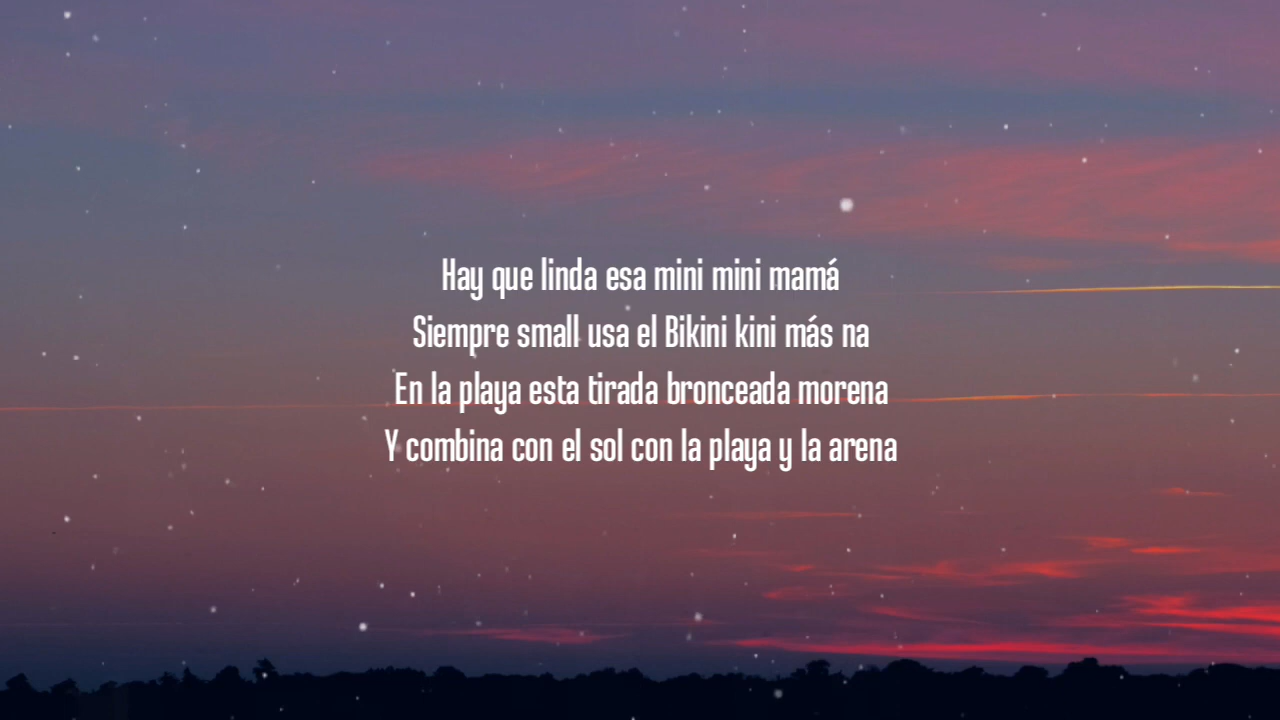 Hay que linda esa mini mini mamá
Siempre small usa el Bikini kini más na
En la playa esta tirada bronceada morena
Y combina con el sol con la playa y la arena